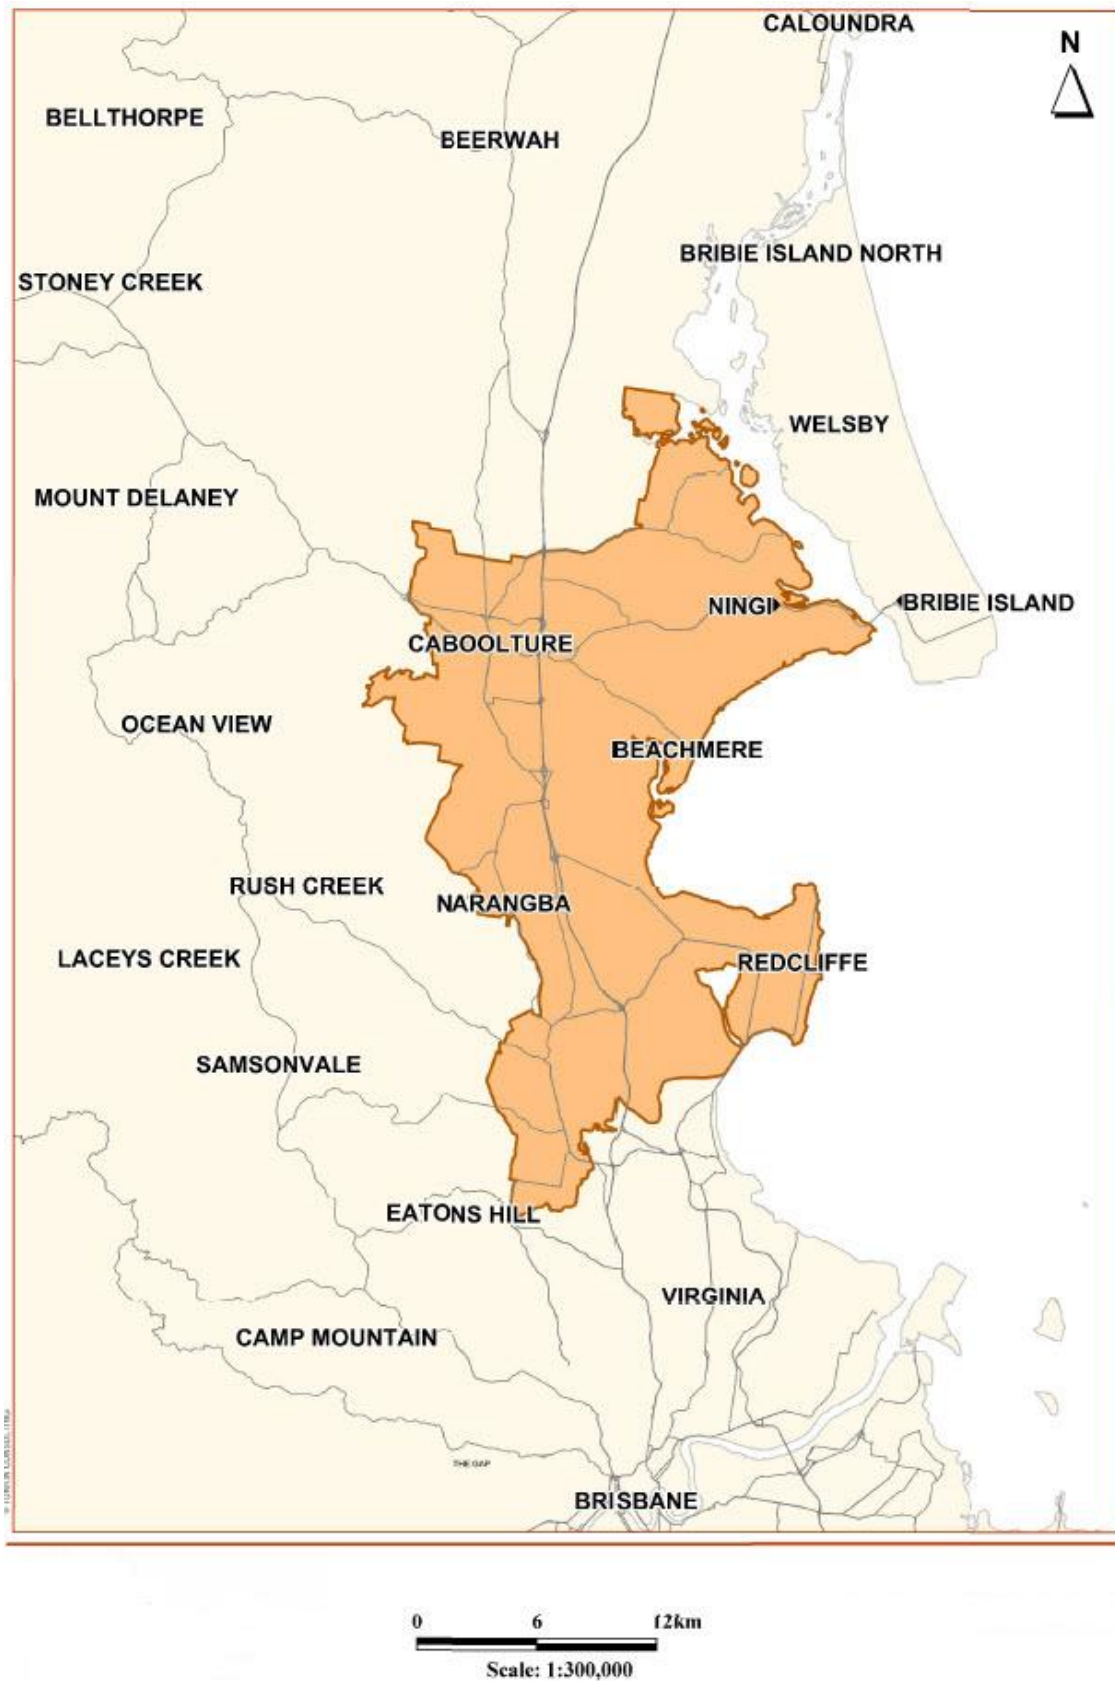 CALOUNDRA
N
BELLTHORPE
BEERWAH
BRIBIE ISLAND NORTH
STONEY CREEK
WELSBY
MOUNT DELANEY
NINGI
BRIBIE ISLAND
CABOOLTURE
OCEAN VIEW
BEACHMERE
RUSH CREEK
NARANGBA
LACEYS CREEK
REDCLIFFE
SAMSONVALE
EATONS HILL
VIRGINIA
CAMP MOUNTAIN
THE GAP
BRISBANE
0 6 12km
Scale: 1:300,000